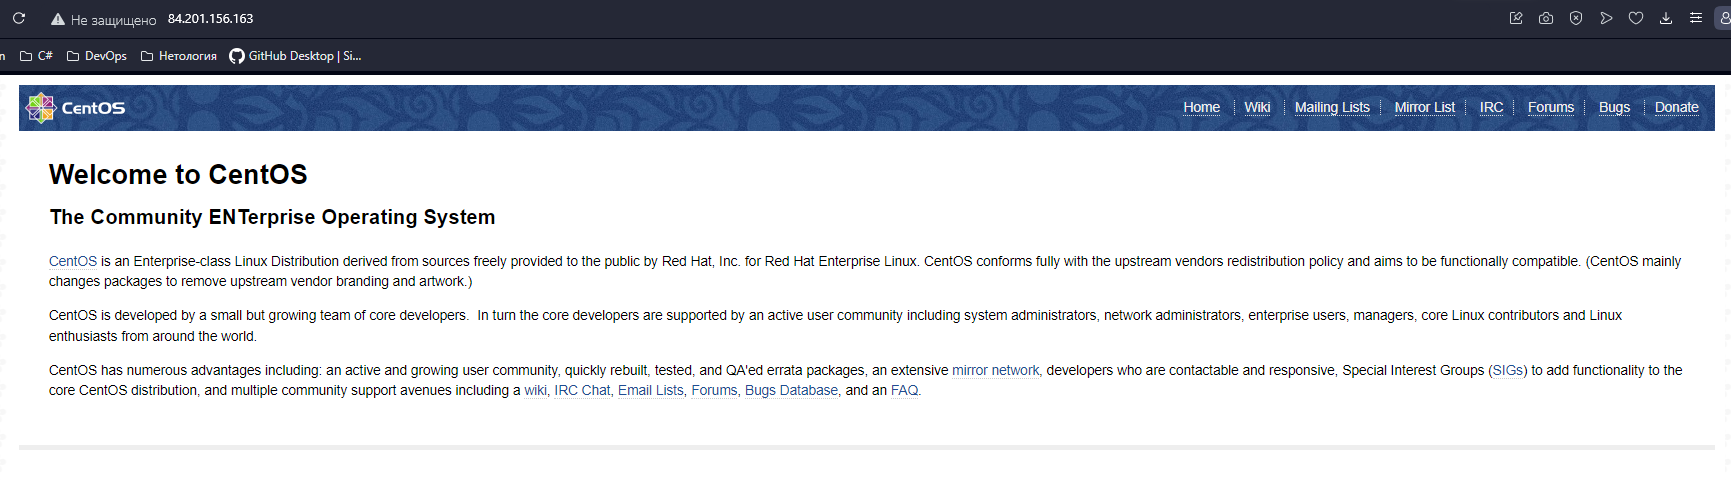 Не защищено 84.201.156.163
n C# DevOps Нетология GitHub Desktop | Si...
CentOS Home Wiki Mailing Lists Mirror List IRC Forums Bugs Donate
Welcome to CentOS
The Community ENTerprise Operating System
CentOS is an Enterprise-class Linux Distribution derived from sources freely provided to the public by Red Hat, Inc. for Red Hat Enterprise Linux. CentOS conforms fully with the upstream vendors redistribution policy and aims to be functionally compatible. (CentOS mainly
changes packages to remove upstream vendor branding and artwork.)
CentOS is developed by a small but growing team of core developers.  In turn the core developers are supported by an active user community including system administrators, network administrators, enterprise users, managers, core Linux contributors and Linux
enthusiasts from around the world.
CentOS has numerous advantages including: an active and growing user community, quickly rebuilt, tested, and QA'ed errata packages, an extensive mirror network, developers who are contactable and responsive, Special Interest Groups (SIGs) to add functionality to the
core CentOS distribution, and multiple community support avenues including a wiki, IRC Chat, Email Lists, Forums, Bugs Database, and an FAQ.